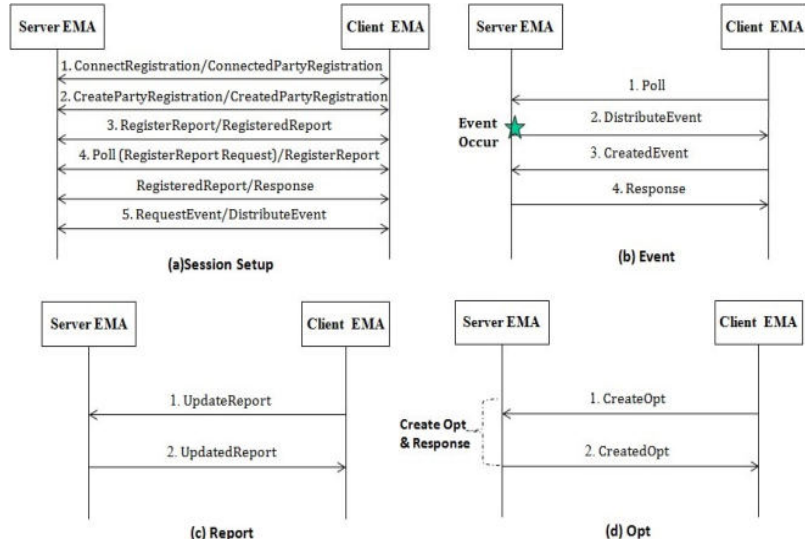 Server EMA
Client EMA
1. ConnectRegistration/ConnectedPartyRegistration
2. CreatePartyRegistration/CreatedPartyRegistration
3. RegisterReport/RegisteredReport
4. Poll (RegisterReport Request)/RegisterReport
RegisteredReport/Response
5. RequestEvent/DistributeEvent
(a)Session Setup
Server EMA
Client EMA
1. Poll
Event
Occur
2. DistributeEvent
3. CreatedEvent
4. Response
(b) Event
Server EMA
Client EMA
1. UpdateReport
2. UpdatedReport
(c) Report
Server EMA
Client EMA
1. CreateOpt
Create Opt
& Response
2. CreatedOpt
(d) Opt